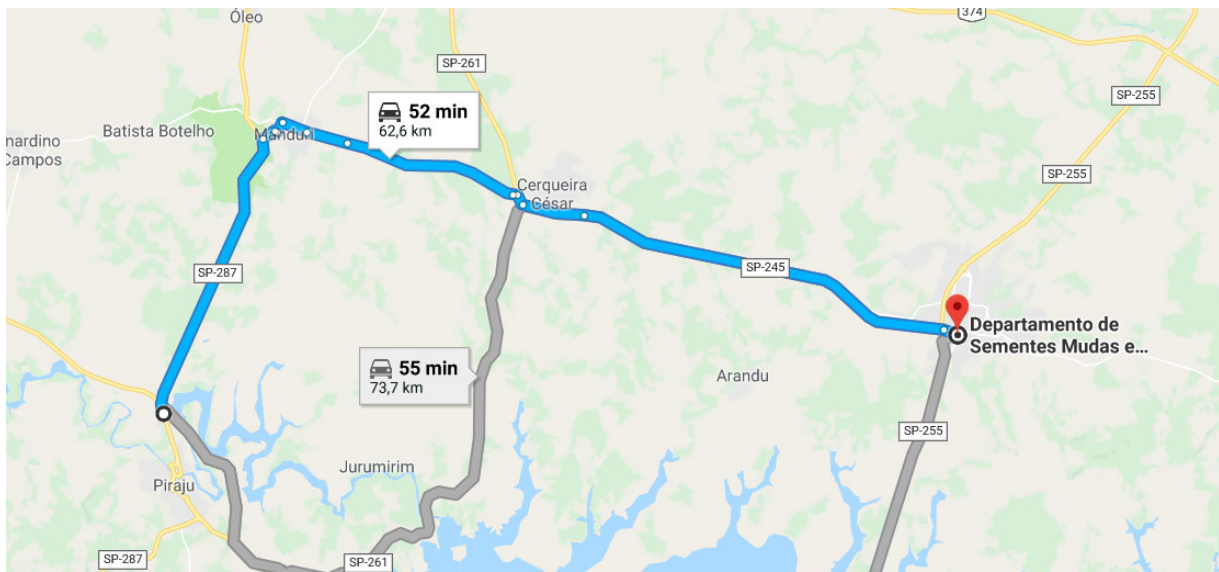 Óleo
374
SP-261
SP-255
52 min
62,6 km
Batista Botelho
Manduri
nardino
Campos
SP-255
Cerqueira
César
SP-287
SP-245
Departamento de
Sementes Mudas e...
55 min
73,7 km
Arandu
SP-255
Jurumirim
Piraju
SP-287
SP-261